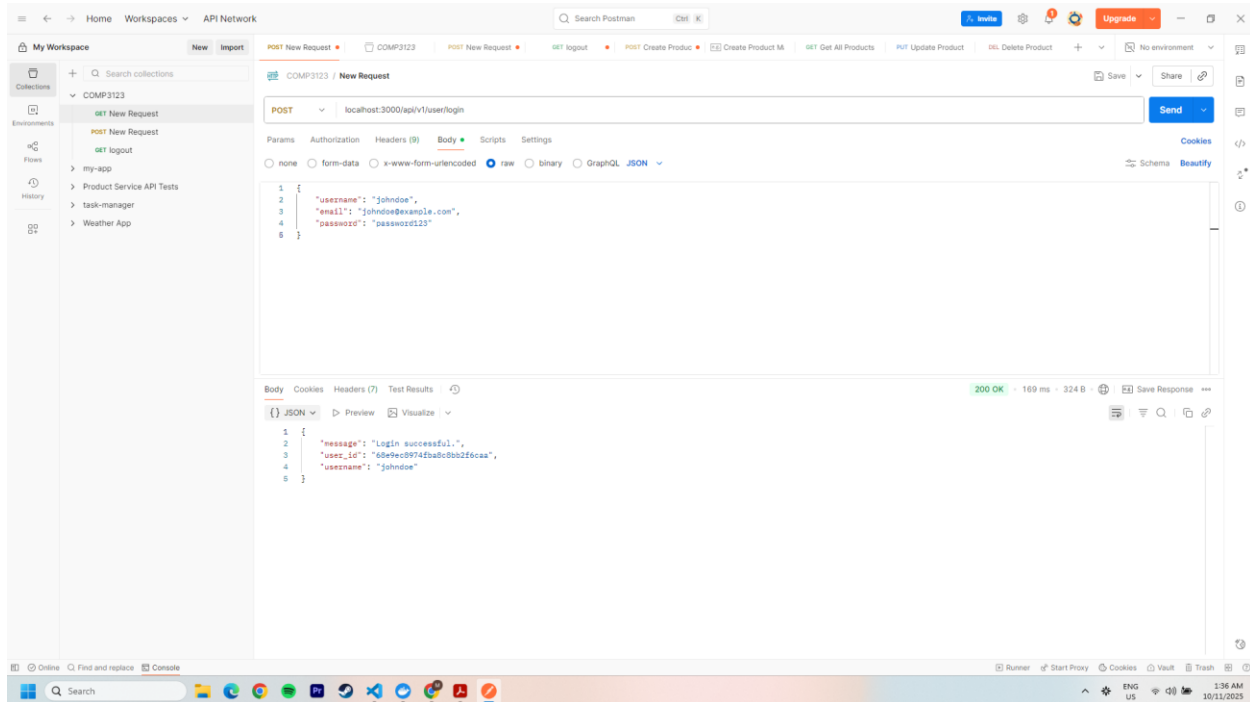 Home Workspaces API Network Search Postman Ctrl K Invite 1 Upgrade
My Workspace New Import POST New Request COMP3123 POST New Request GET logout POST Create Produc Create Product Mi GET Get All Products PUT Update Product DEL Delete Product No environment
Collections Search collections COMP3123 / New Request Save Share
COMP3123
GET New Request POST localhost:3000/api/v1/user/login Send
Environments
POST New Request
GET logout Params Authorization Headers (9) Body Scripts Settings Cookies
Flows
my-app none form-data x-www-form-urlencoded raw binary GraphQL JSON Schema Beautify
Product Service API Tests
History
task-manager
Weather App
1 {
2 "username": "johndoe",
3 "email": "johndoe@example.com",
4 "password": "password123"
5 }
Body Cookies Headers (7) Test Results 200 OK 169 ms 324 B Save Response
{} JSON Preview Visualize
1 {
2 "message": "Login successful.",
3 "user_id": "68e9ec8974fba8c8bb2f6caa",
4 "username": "johndoe"
5 }
Online Find and replace Console Runner Start Proxy Cookies Vault Trash
Search Pr ENG 1:36 AM
US 10/11/2025